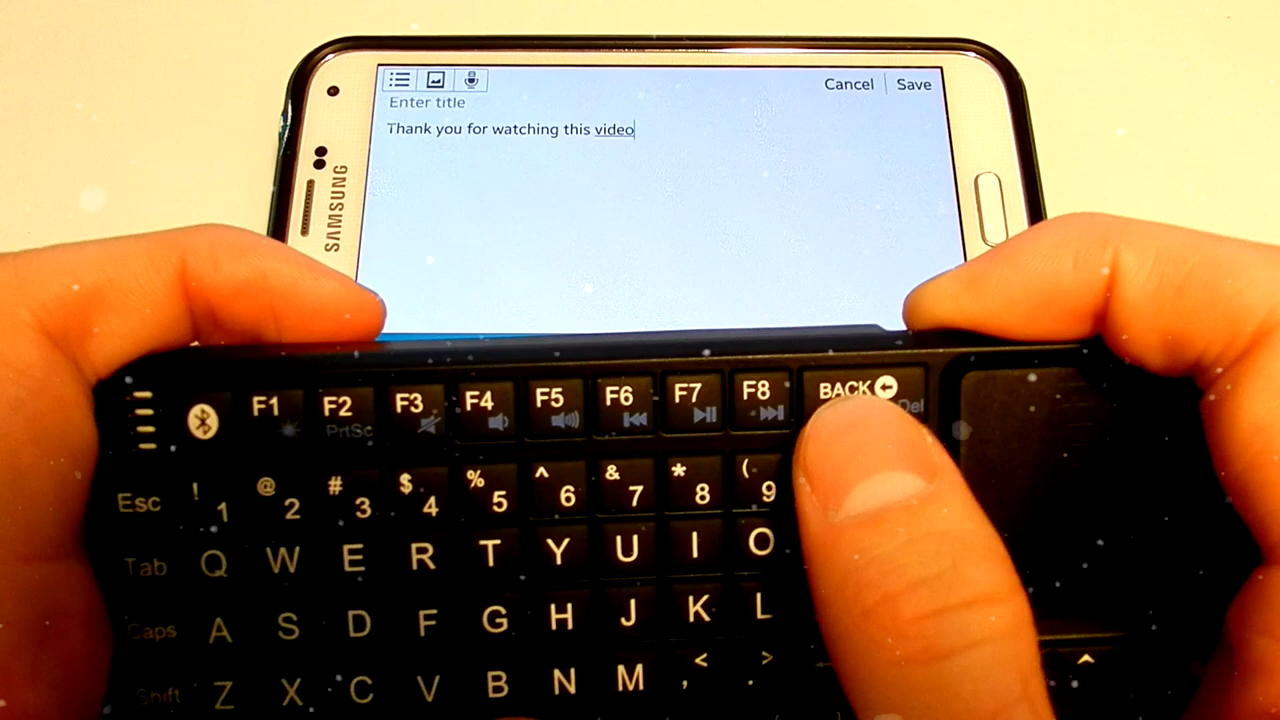 Cancel Save
Enter title
Thank you for watching this video
SAMSUNG
F1 F2 F3 F4 F5 F6 F7 F8 BACK
PrtSc Del
! @ # $ % ^ & * (
Esc 1 2 3 4 5 6 7 8 9
Tab Q W E R T Y U I O
Caps A S D F G H J K L
< >
Shift Z X C V B N M , .